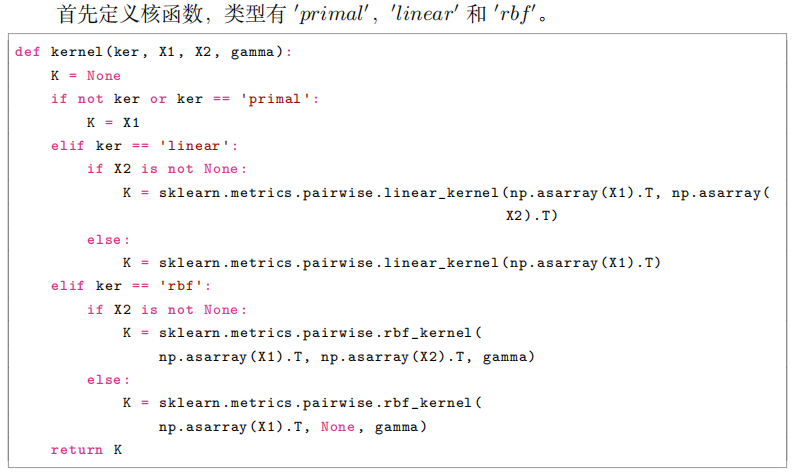 首先定义核函数，类型有 ′primal′，′linear′ 和 ′rbf′。
def kernel(ker, X1, X2, gamma):
    K = None
    if not ker or ker == 'primal':
        K = X1
    elif ker == 'linear':
        if X2 is not None:
            K = sklearn.metrics.pairwise.linear_kernel(np.asarray(X1).T, np.asarray(
                                                      X2).T)
        else:
            K = sklearn.metrics.pairwise.linear_kernel(np.asarray(X1).T)
    elif ker == 'rbf':
        if X2 is not None:
            K = sklearn.metrics.pairwise.rbf_kernel(
                np.asarray(X1).T, np.asarray(X2).T, gamma)
        else:
            K = sklearn.metrics.pairwise.rbf_kernel(
                np.asarray(X1).T, None, gamma)
    return K